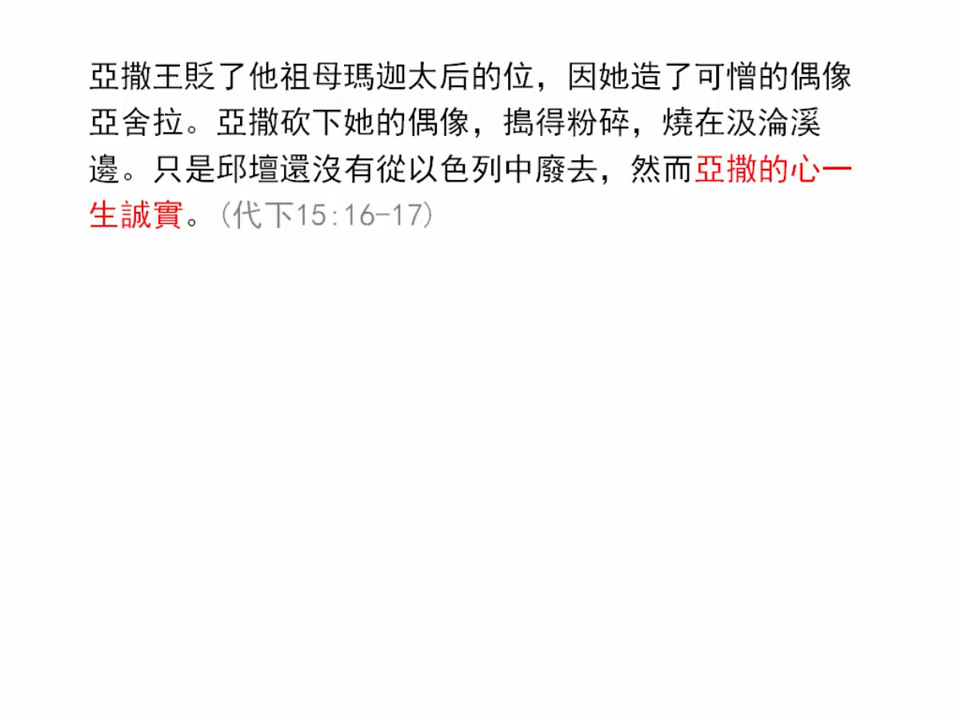 亞撒王貶了他祖母瑪迦太后的位，因她造了可憎的偶像
亞舍拉。亞撒砍下她的偶像，搗得粉碎，燒在汲淪溪
邊。只是邱壇還沒有從以色列中廢去，然而亞撒的心一
生誠實。(代下15:16-17)